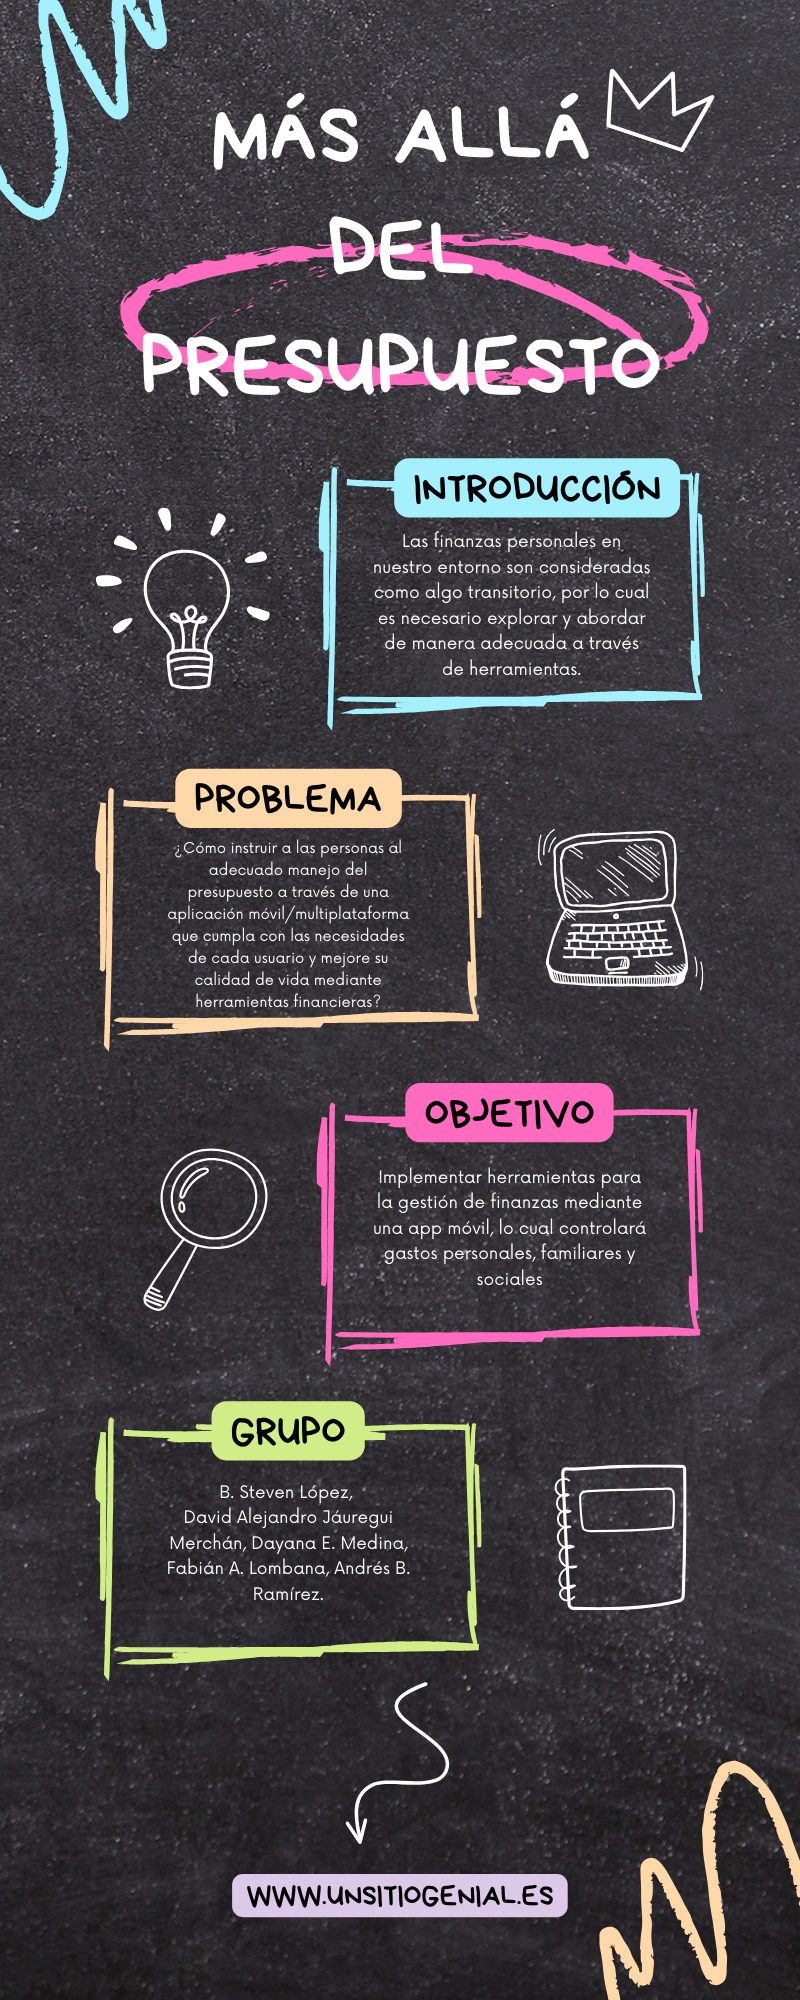 MÁS ALLÁ
DEL
PRESUPUESTO
INTRODUCCIÓN
Las finanzas personales en
nuestro entorno son consideradas
como algo transitorio, por lo cual
es necesario explorar y abordar
de manera adecuada a través
de herramientas.
PROBLEMA
¿Cómo instruir a las personas al
adecuado manejo del
presupuesto a través de una
aplicación móvil/multiplataforma
que cumpla con las necesidades
de cada usuario y mejore su
calidad de vida mediante
herramientas financieras?
OBJETIVO
Implementar herramientas para
la gestión de finanzas mediante
una app móvil, lo cual controlará
gastos personales, familiares y
sociales
GRUPO
B. Steven López,
David Alejandro Jáuregui
Merchán, Dayana E. Medina,
Fabián A. Lombana, Andrés B.
Ramírez.
WWW.UNSITIOGENIAL.ES